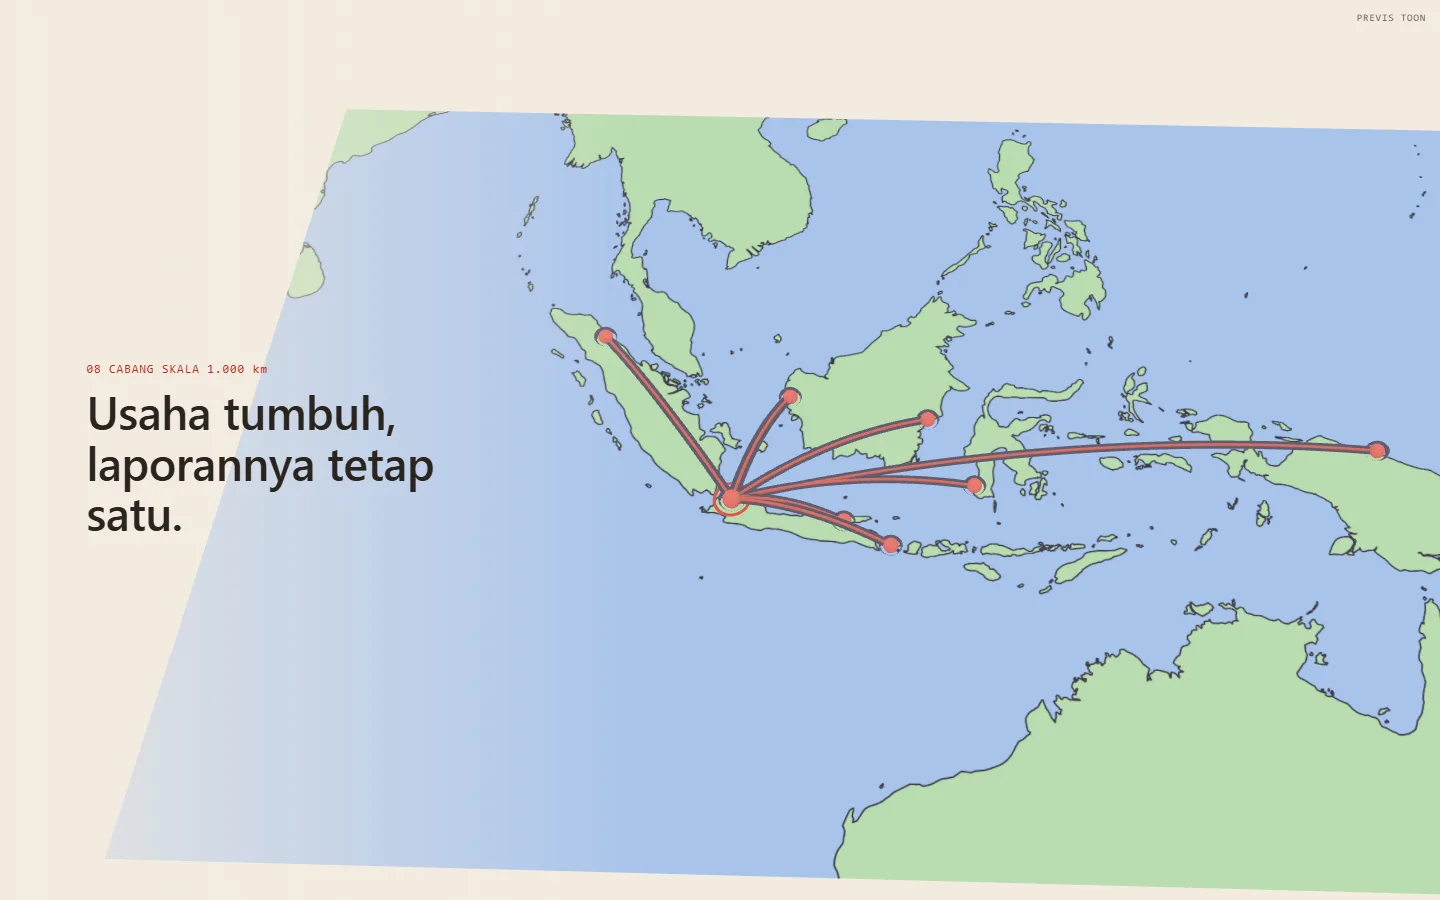 PREVIS TOON
08 CABANG SKALA 1.000 km
Usaha tumbuh,
laporannya tetap
satu.